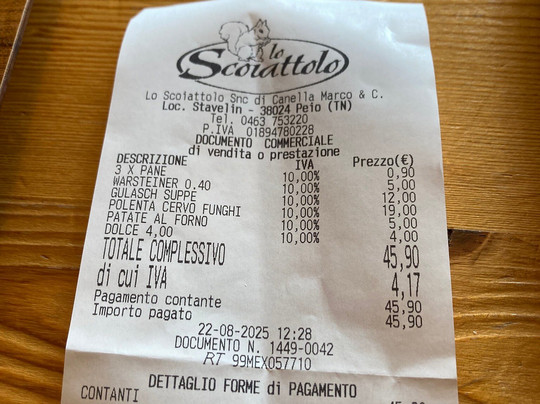 lo
Scoiattolo
Lo Scoiattolo Snc di Canella Marco & C.
Loc. Stavelin - 38024 Peio (TN)
Tel. 0463 753220
P.IVA 01894780228
DOCUMENTO COMMERCIALE
di vendita o prestazione
DESCRIZIONE IVA Prezzo(€)
3 X PANE 10,00% 0,90
WARSTEINER 0.40 10,00% 5,00
GULASCH SUPPE 10,00% 12,00
POLENTA CERVO FUNGHI 10,00% 19,00
PATATE AL FORNO 10,00% 5,00
DOLCE 4,00 10,00% 4,00
TOTALE COMPLESSIVO 45,90
di cui IVA 4,17
Pagamento contante 45,90
Importo pagato 45,90
22-08-2025 12:28
DOCUMENTO N. 1449-0042
RT 99MEX057710
DETTAGLIO FORME di PAGAMENTO
CONTANTI